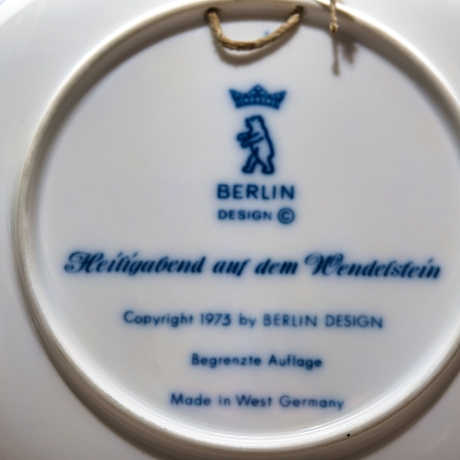 BERLIN
DESIGN ©
Heiligabend auf dem Wendelstein
Copyright 1973 by BERLIN DESIGN
Begrenzte Auflage
Made in West Germany